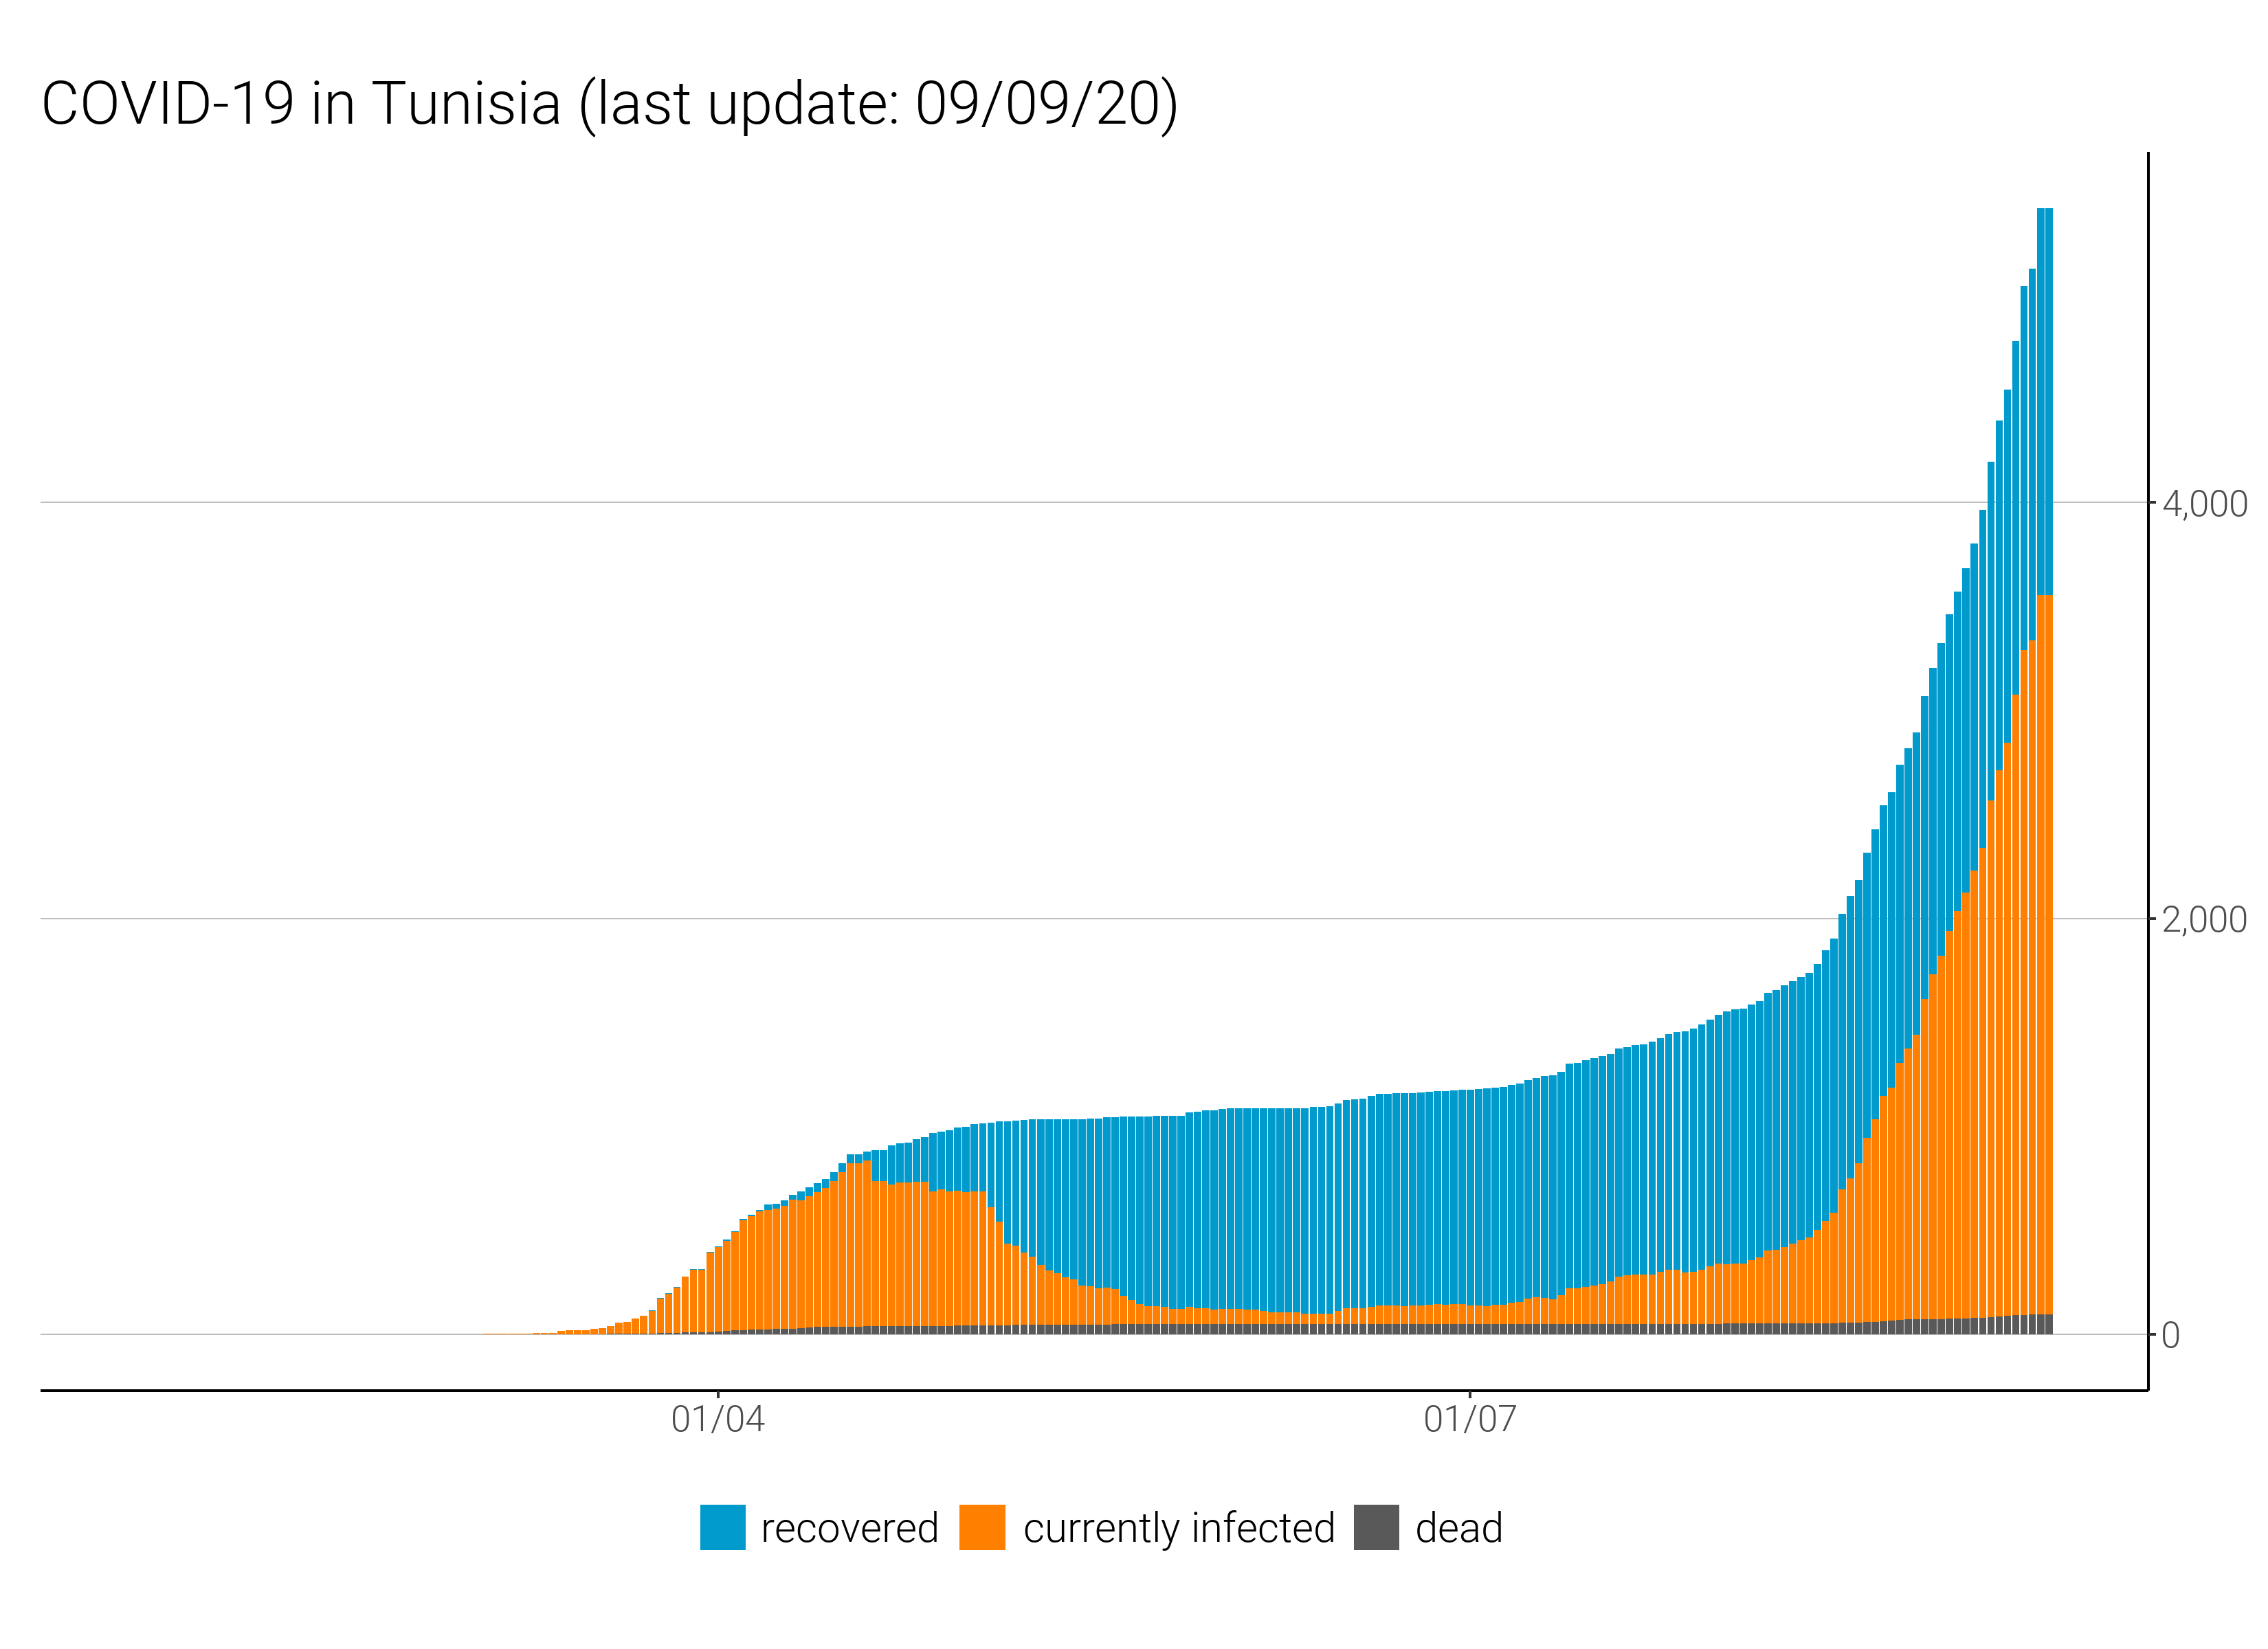 COVID-19 in Tunisia (last update: 09/09/20)
4,000
2,000
0
01/04 01/07
recovered currently infected dead